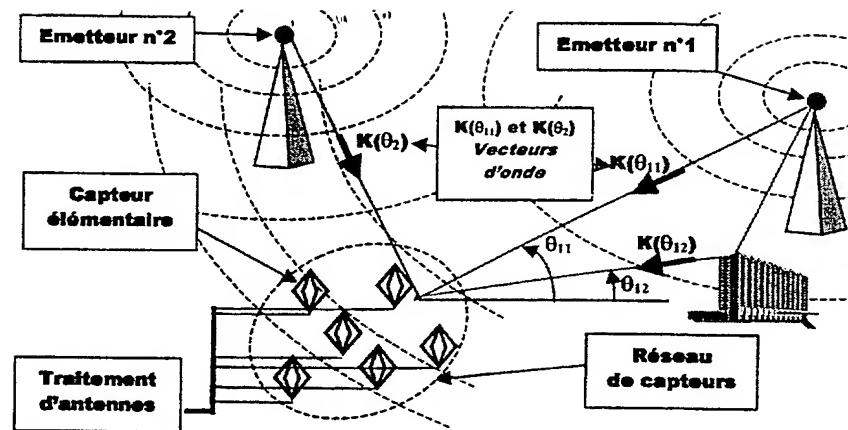 Emetteur n°2
Emetteur n°1
K(θ₁₁) et K(θ₂)
Vecteurs
d'onde
K(θ₂)
K(θ₁₁)
Capteur
élémentaire
K(θ₁₂)
θ₁₁
θ₁₂
Réseau
de capteurs
Traitement
d'antennes